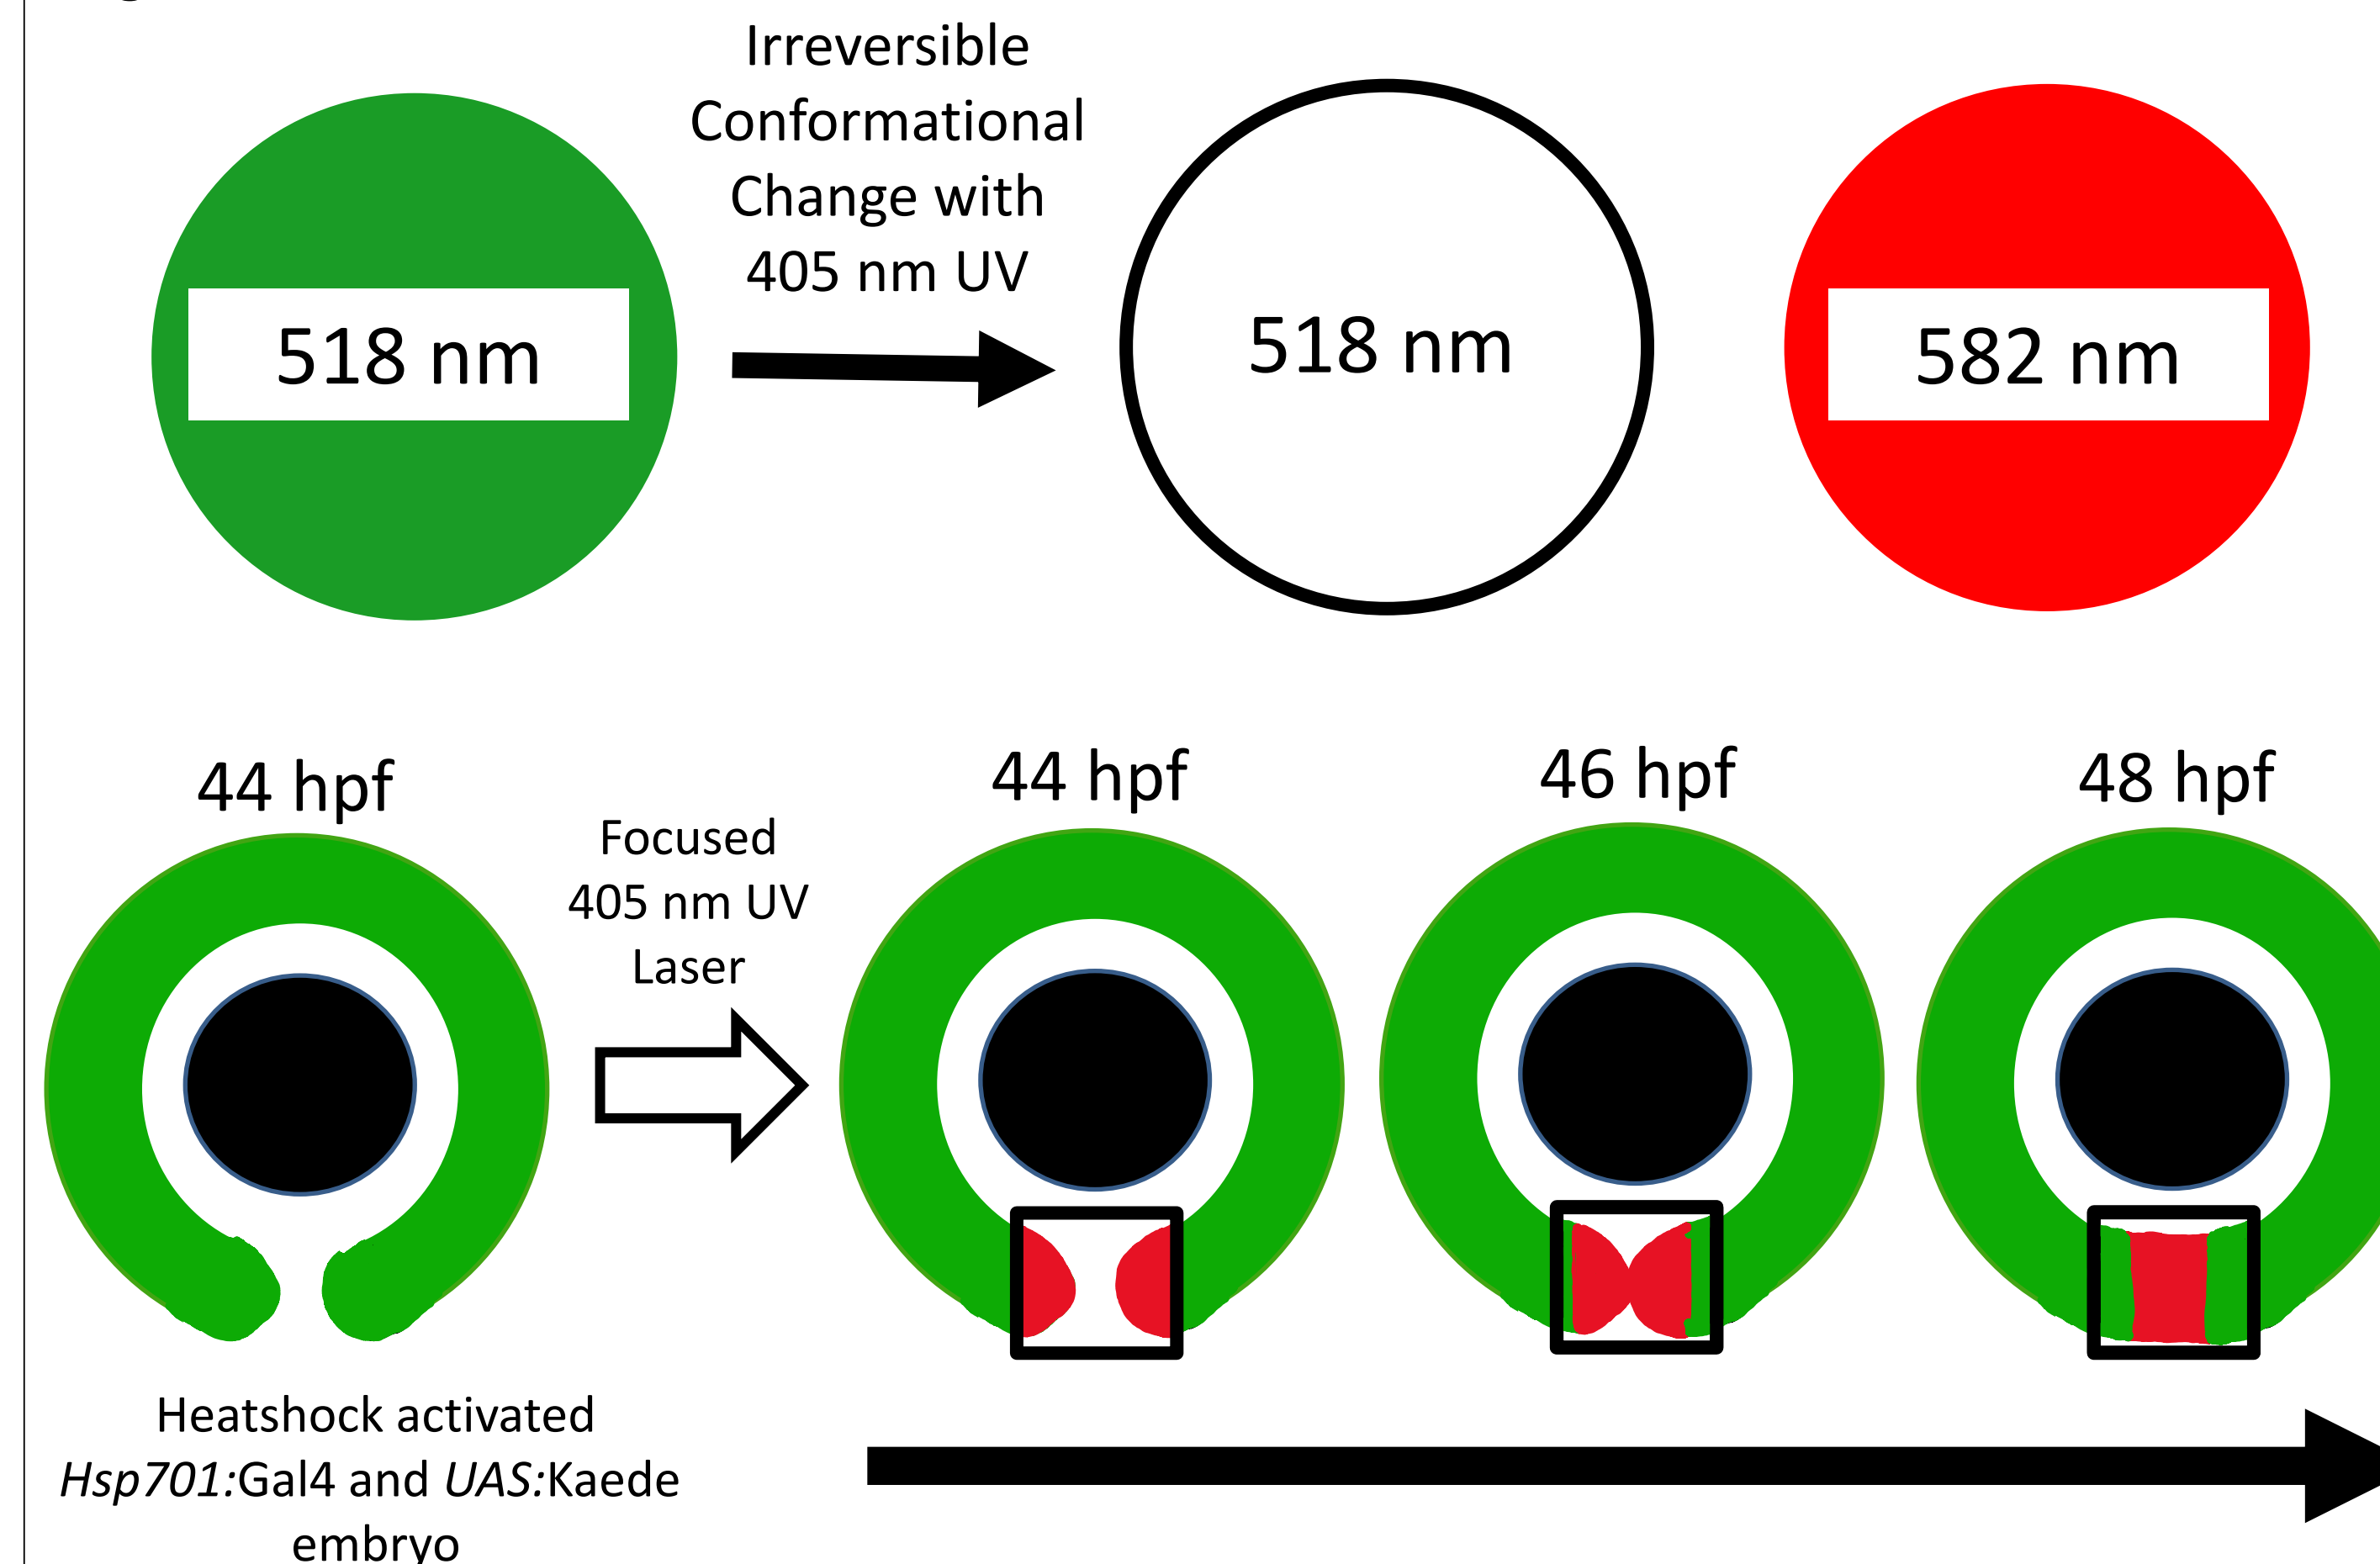 Irreversible
Conformational
Change with
405 nm UV
518 nm
518 nm
582 nm
44 hpf
Focused
405 nm UV
Laser
44 hpf
46 hpf
48 hpf
Heatshock activated
Hsp701:Gal4 and UAS:Kaede
embryo